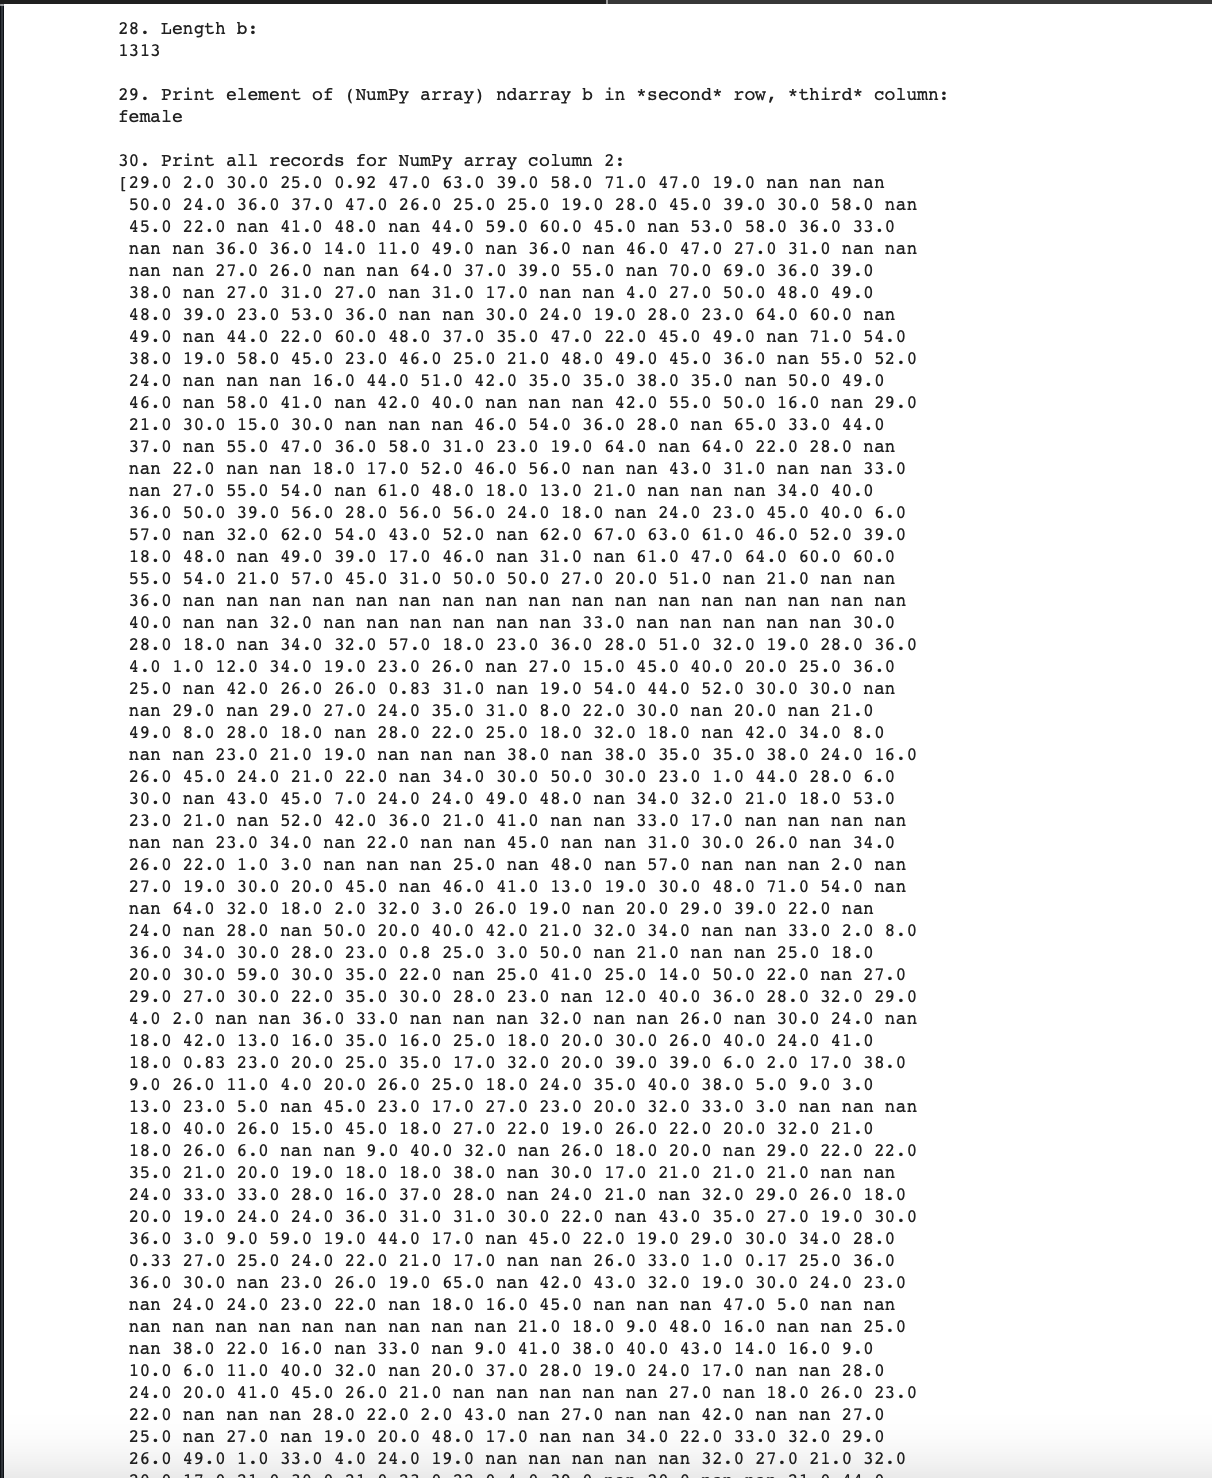 28. Length b:
1313
29. Print element of (NumPy array) ndarray b in *second* row, *third* column:
female
30. Print all records for NumPy array column 2:
[29.0 2.0 30.0 25.0 0.92 47.0 63.0 39.0 58.0 71.0 47.0 19.0 nan nan nan
50.0 24.0 36.0 37.0 47.0 26.0 25.0 25.0 19.0 28.0 45.0 39.0 30.0 58.0 nan
45.0 22.0 nan 41.0 48.0 nan 44.0 59.0 60.0 45.0 nan 53.0 58.0 36.0 33.0
nan nan 36.0 36.0 14.0 11.0 49.0 nan 36.0 nan 46.0 47.0 27.0 31.0 nan nan
nan nan 27.0 26.0 nan nan 64.0 37.0 39.0 55.0 nan 70.0 69.0 36.0 39.0
38.0 nan 27.0 31.0 27.0 nan 31.0 17.0 nan nan 4.0 27.0 50.0 48.0 49.0
48.0 39.0 23.0 53.0 36.0 nan nan 30.0 24.0 19.0 28.0 23.0 64.0 60.0 nan
49.0 nan 44.0 22.0 60.0 48.0 37.0 35.0 47.0 22.0 45.0 49.0 nan 71.0 54.0
38.0 19.0 58.0 45.0 23.0 46.0 25.0 21.0 48.0 49.0 45.0 36.0 nan 55.0 52.0
24.0 nan nan nan 16.0 44.0 51.0 42.0 35.0 35.0 38.0 35.0 nan 50.0 49.0
46.0 nan 58.0 41.0 nan 42.0 40.0 nan nan nan 42.0 55.0 50.0 16.0 nan 29.0
21.0 30.0 15.0 30.0 nan nan nan 46.0 54.0 36.0 28.0 nan 65.0 33.0 44.0
37.0 nan 55.0 47.0 36.0 58.0 31.0 23.0 19.0 64.0 nan 64.0 22.0 28.0 nan
nan 22.0 nan nan 18.0 17.0 52.0 46.0 56.0 nan nan 43.0 31.0 nan nan 33.0
nan 27.0 55.0 54.0 nan 61.0 48.0 18.0 13.0 21.0 nan nan nan 34.0 40.0
36.0 50.0 39.0 56.0 28.0 56.0 56.0 24.0 18.0 nan 24.0 23.0 45.0 40.0 6.0
57.0 nan 32.0 62.0 54.0 43.0 52.0 nan 62.0 67.0 63.0 61.0 46.0 52.0 39.0
18.0 48.0 nan 49.0 39.0 17.0 46.0 nan 31.0 nan 61.0 47.0 64.0 60.0 60.0
55.0 54.0 21.0 57.0 45.0 31.0 50.0 50.0 27.0 20.0 51.0 nan 21.0 nan nan
36.0 nan nan nan nan nan nan nan nan nan nan nan nan nan nan nan nan nan
40.0 nan nan 32.0 nan nan nan nan nan nan 33.0 nan nan nan nan nan 30.0
28.0 18.0 nan 34.0 32.0 57.0 18.0 23.0 36.0 28.0 51.0 32.0 19.0 28.0 36.0
4.0 1.0 12.0 34.0 19.0 23.0 26.0 nan 27.0 15.0 45.0 40.0 20.0 25.0 36.0
25.0 nan 42.0 26.0 26.0 0.83 31.0 nan 19.0 54.0 44.0 52.0 30.0 30.0 nan
nan 29.0 nan 29.0 27.0 24.0 35.0 31.0 8.0 22.0 30.0 nan 20.0 nan 21.0
49.0 8.0 28.0 18.0 nan 28.0 22.0 25.0 18.0 32.0 18.0 nan 42.0 34.0 8.0
nan nan 23.0 21.0 19.0 nan nan nan 38.0 nan 38.0 35.0 35.0 38.0 24.0 16.0
26.0 45.0 24.0 21.0 22.0 nan 34.0 30.0 50.0 30.0 23.0 1.0 44.0 28.0 6.0
30.0 nan 43.0 45.0 7.0 24.0 24.0 49.0 48.0 nan 34.0 32.0 21.0 18.0 53.0
23.0 21.0 nan 52.0 42.0 36.0 21.0 41.0 nan nan 33.0 17.0 nan nan nan nan
nan nan 23.0 34.0 nan 22.0 nan nan 45.0 nan nan 31.0 30.0 26.0 nan 34.0
26.0 22.0 1.0 3.0 nan nan nan 25.0 nan 48.0 nan 57.0 nan nan nan 2.0 nan
27.0 19.0 30.0 20.0 45.0 nan 46.0 41.0 13.0 19.0 30.0 48.0 71.0 54.0 nan
nan 64.0 32.0 18.0 2.0 32.0 3.0 26.0 19.0 nan 20.0 29.0 39.0 22.0 nan
24.0 nan 28.0 nan 50.0 20.0 40.0 42.0 21.0 32.0 34.0 nan nan 33.0 2.0 8.0
36.0 34.0 30.0 28.0 23.0 0.8 25.0 3.0 50.0 nan 21.0 nan nan 25.0 18.0
20.0 30.0 59.0 30.0 35.0 22.0 nan 25.0 41.0 25.0 14.0 50.0 22.0 nan 27.0
29.0 27.0 30.0 22.0 35.0 30.0 28.0 23.0 nan 12.0 40.0 36.0 28.0 32.0 29.0
4.0 2.0 nan nan 36.0 33.0 nan nan nan 32.0 nan nan 26.0 nan 30.0 24.0 nan
18.0 42.0 13.0 16.0 35.0 16.0 25.0 18.0 20.0 30.0 26.0 40.0 24.0 41.0
18.0 0.83 23.0 20.0 25.0 35.0 17.0 32.0 20.0 39.0 39.0 6.0 2.0 17.0 38.0
9.0 26.0 11.0 4.0 20.0 26.0 25.0 18.0 24.0 35.0 40.0 38.0 5.0 9.0 3.0
13.0 23.0 5.0 nan 45.0 23.0 17.0 27.0 23.0 20.0 32.0 33.0 3.0 nan nan nan
18.0 40.0 26.0 15.0 45.0 18.0 27.0 22.0 19.0 26.0 22.0 20.0 32.0 21.0
18.0 26.0 6.0 nan nan 9.0 40.0 32.0 nan 26.0 18.0 20.0 nan 29.0 22.0 22.0
35.0 21.0 20.0 19.0 18.0 18.0 38.0 nan 30.0 17.0 21.0 21.0 21.0 nan nan
24.0 33.0 33.0 28.0 16.0 37.0 28.0 nan 24.0 21.0 nan 32.0 29.0 26.0 18.0
20.0 19.0 24.0 24.0 36.0 31.0 31.0 30.0 22.0 nan 43.0 35.0 27.0 19.0 30.0
36.0 3.0 9.0 59.0 19.0 44.0 17.0 nan 45.0 22.0 19.0 29.0 30.0 34.0 28.0
0.33 27.0 25.0 24.0 22.0 21.0 17.0 nan nan 26.0 33.0 1.0 0.17 25.0 36.0
36.0 30.0 nan 23.0 26.0 19.0 65.0 nan 42.0 43.0 32.0 19.0 30.0 24.0 23.0
nan 24.0 24.0 23.0 22.0 nan 18.0 16.0 45.0 nan nan nan 47.0 5.0 nan nan
nan nan nan nan nan nan nan nan nan 21.0 18.0 9.0 48.0 16.0 nan nan 25.0
nan 38.0 22.0 16.0 nan 33.0 nan 9.0 41.0 38.0 40.0 43.0 14.0 16.0 9.0
10.0 6.0 11.0 40.0 32.0 nan 20.0 37.0 28.0 19.0 24.0 17.0 nan nan 28.0
24.0 20.0 41.0 45.0 26.0 21.0 nan nan nan nan nan 27.0 nan 18.0 26.0 23.0
22.0 nan nan nan 28.0 22.0 2.0 43.0 nan 27.0 nan nan 42.0 nan nan 27.0
25.0 nan 27.0 nan 19.0 20.0 48.0 17.0 nan nan 34.0 22.0 33.0 32.0 29.0
26.0 49.0 1.0 33.0 4.0 24.0 19.0 nan nan nan nan nan 32.0 27.0 21.0 32.0